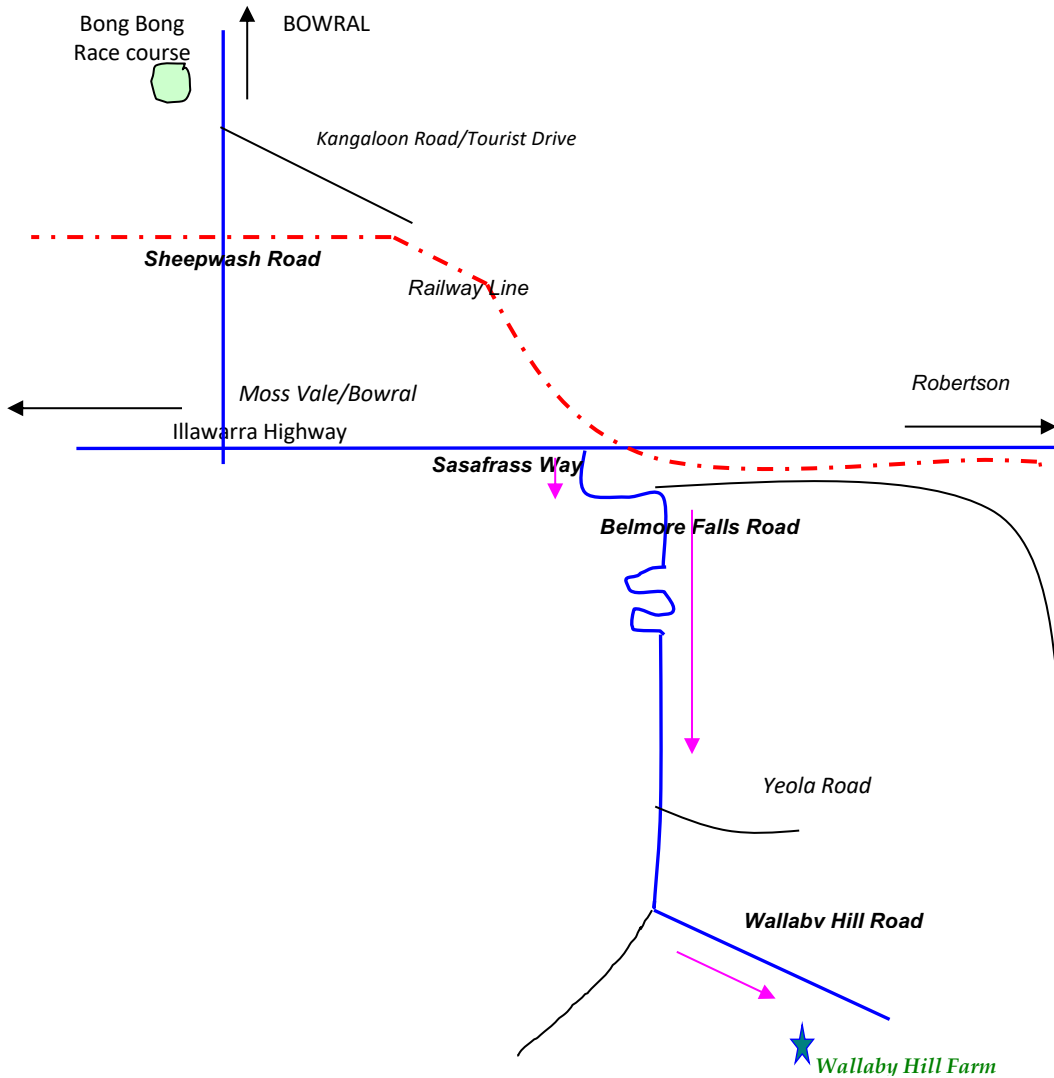 Bong Bong
Race course
BOWRAL
Kangaloon Road/Tourist Drive
Sheepwash Road
Railway Line
Robertson
Moss Vale/Bowral
Illawarra Highway
Sasafrass Way
Belmore Falls Road
Yeola Road
Wallaby Hill Road
Wallaby Hill Farm